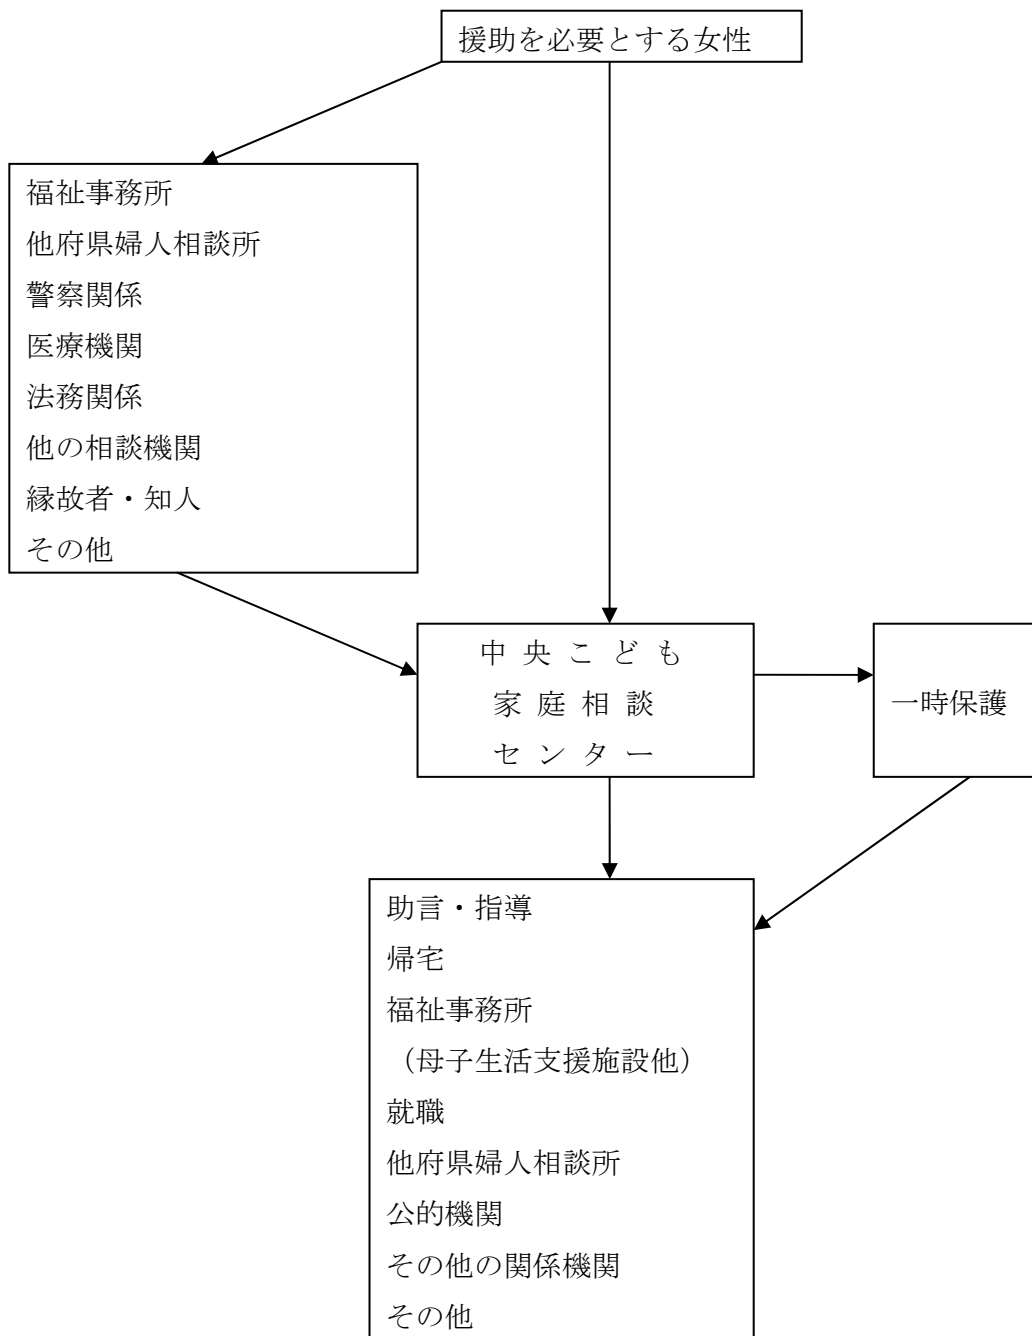 援助を必要とする女性
福祉事務所
他府県婦人相談所
警察関係
医療機関
法務関係
他の相談機関
縁故者・知人
その他
中央こども
家庭相談
センター
一時保護
助言・指導
帰宅
福祉事務所
（母子生活支援施設他）
就職
他府県婦人相談所
公的機関
その他の関係機関
その他